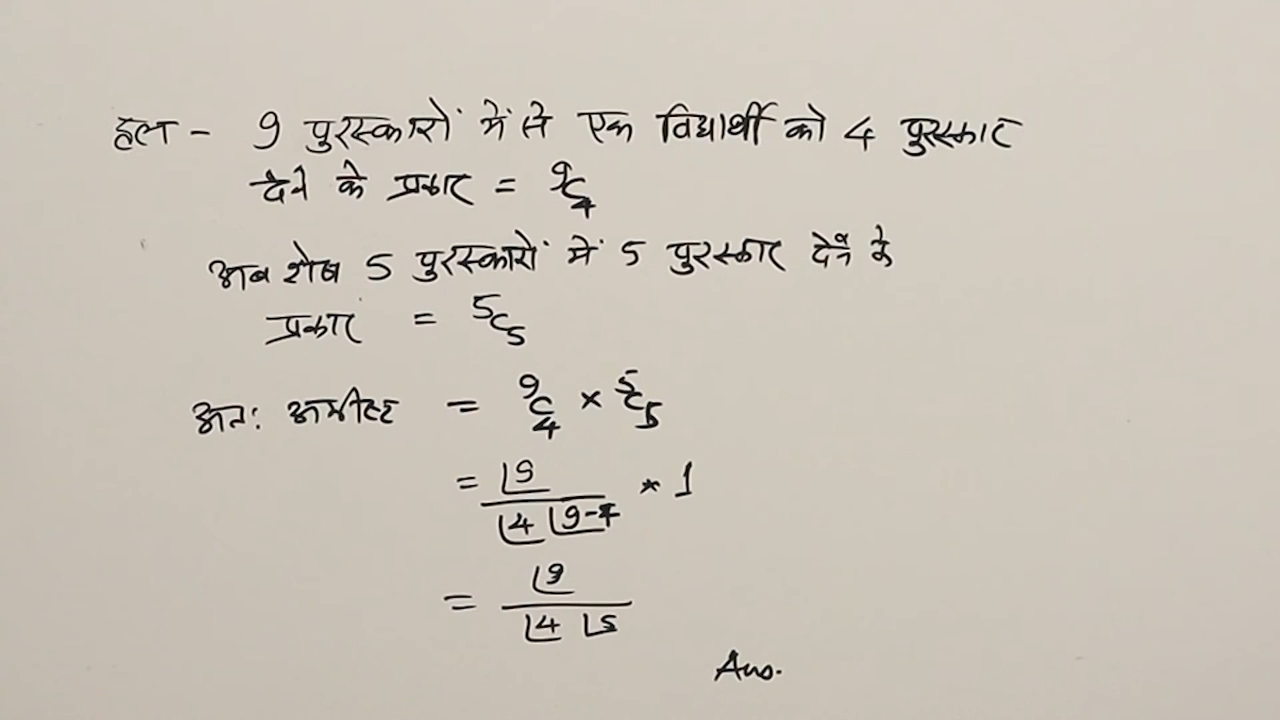 हल - 9 पुरस्कारों में से एक विद्यार्थी को 4 पुरस्कार
देने के प्रकार = ⁹C₄
अब शेष 5 पुरस्कारों में 5 पुरस्कार देने के
प्रकार = ⁵C₅
अतः अभीष्ट = ⁹C₄ × ⁵C₅
= |9 / |4 |9-4 × 1
= |9 / |4 |5
Ans.